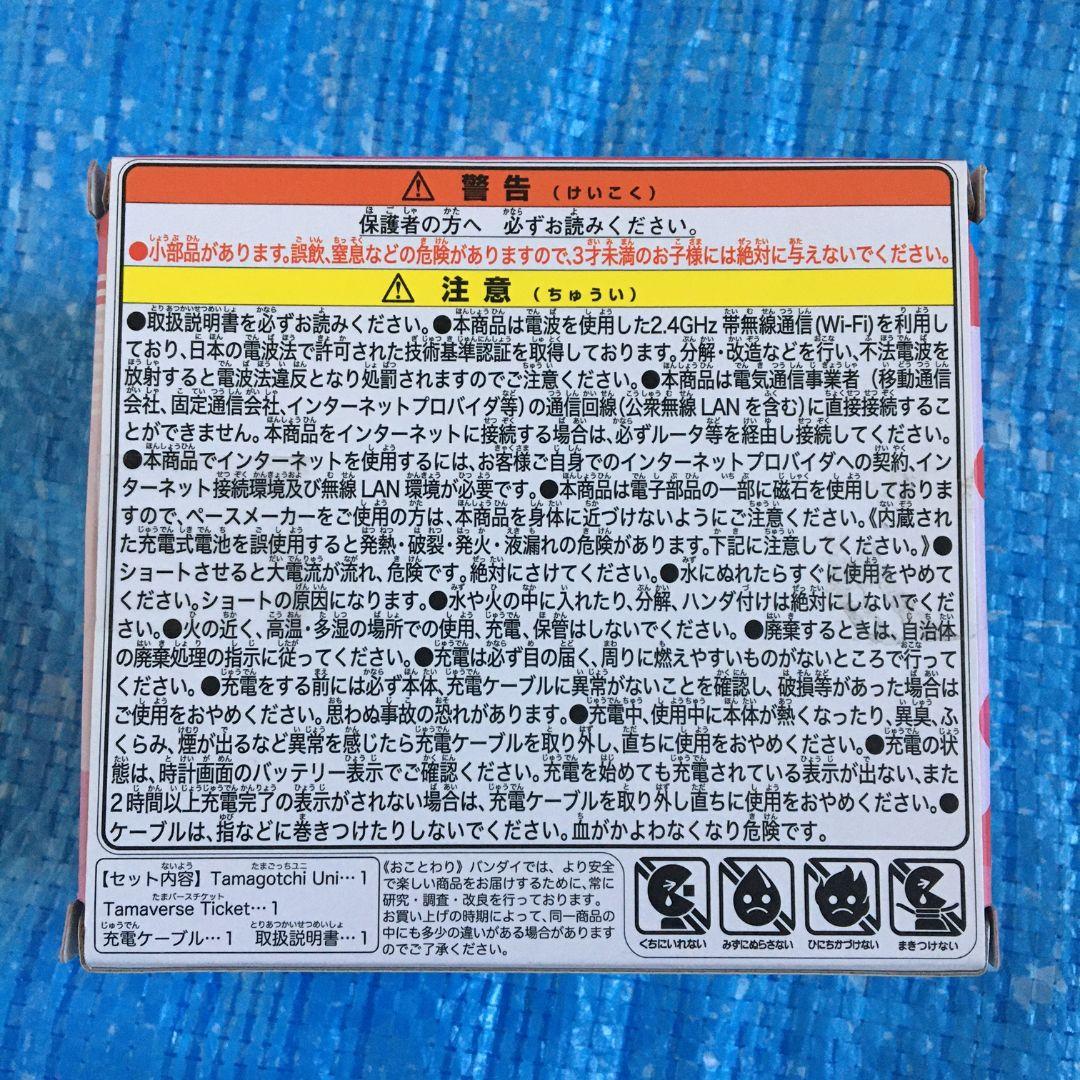 ⚠ 警告 (けいこく)
保護者の方へ 必ずお読みください。
●小部品があります。誤飲、窒息などの危険がありますので、3才未満のお子様には絶対に与えないでください。
⚠ 注意 (ちゅうい)
●取扱説明書を必ずお読みください。●本商品は電波を使用した2.4GHz 帯無線通信(Wi-Fi)を利用し
ており、日本の電波法で許可された技術基準認証を取得しております。分解・改造などを行い、不法電波を
放射すると電波法違反となり処罰されますのでご注意ください。●本商品は電気通信事業者(移動通信
会社、固定通信会社、インターネットプロバイダ等)の通信回線(公衆無線 LAN を含む)に直接接続するこ
とができません。本商品をインターネットに接続する場合は、必ずルータ等を経由し接続してください。
●本商品でインターネットを使用するには、お客様ご自身でのインターネットプロバイダへの契約、イン
ターネット接続環境及び無線 LAN 環境が必要です。●本商品は電子部品の一部に磁石を使用しておりま
すので、ペースメーカーをご使用の方は、本商品を身体に近づけないようにご注意ください。《内蔵され
た充電式電池を誤使用すると発熱・破裂・発火・液漏れの危険があります。下記に注意してください。》●
ショートさせると大電流が流れ、危険です。絶対にさけてください。●水にぬれたらすぐに使用をやめて
ください。ショートの原因になります。●水や火の中に入れたり、分解、ハンダ付けは絶対にしないでくだ
さい。●火の近く、高温・多湿の場所での使用、充電、保管はしないでください。●廃棄するときは、自治体
の廃棄処理の指示に従ってください。●充電は必ず目の届く、周りに燃えやすいものがないところで行って
ください。●充電をする前には必ず本体、充電ケーブルに異常がないことを確認し、破損等があった場合は
ご使用をおやめください。思わぬ事故の恐れがあります。●充電中、使用中に本体が熱くなったり、異臭、ふ
くらみ、煙が出るなど異常を感じたら充電ケーブルを取り外し、直ちに使用をおやめください。●充電の状
態は、時計画面のバッテリー表示でご確認ください。充電を始めても充電されている表示が出ない、また
2時間以上充電完了の表示がされない場合は、充電ケーブルを取り外し直ちに使用をおやめください。●
ケーブルは、指などに巻きつけたりしないでください。血がかよわなくなり危険です。
【セット内容】Tamagotchi Uni…1
Tamaverse Ticket…1
充電ケーブル…1 取扱説明書…1
《おことわり》バンダイでは、より安全
で楽しい商品をお届けするために、常に
研究・調査・改良を行っております。
お買い上げの時期によって、同一商品の
中にも多少の違いがある場合があります
のでご了承ください。
くちにいれない
みずにぬらさない
ひにちかづけない
まきつけない